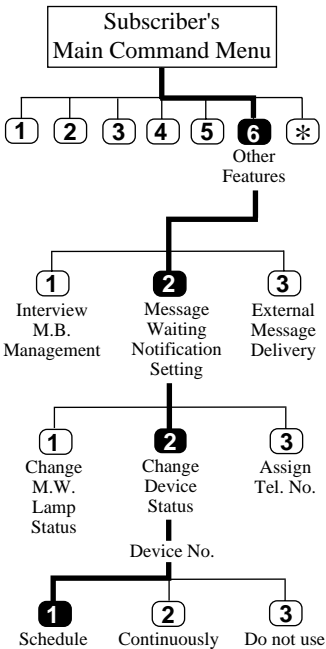 Subscriber's
Main Command Menu
1 2 3 4 5 6 *
Other
Features
1 2 3
Interview
M.B.
Management
Message
Waiting
Notification
Setting
External
Message
Delivery
1 2 3
Change
M.W.
Lamp
Status
Change
Device
Status
Assign
Tel. No.
Device No.
1 2 3
Schedule Continuously Do not use